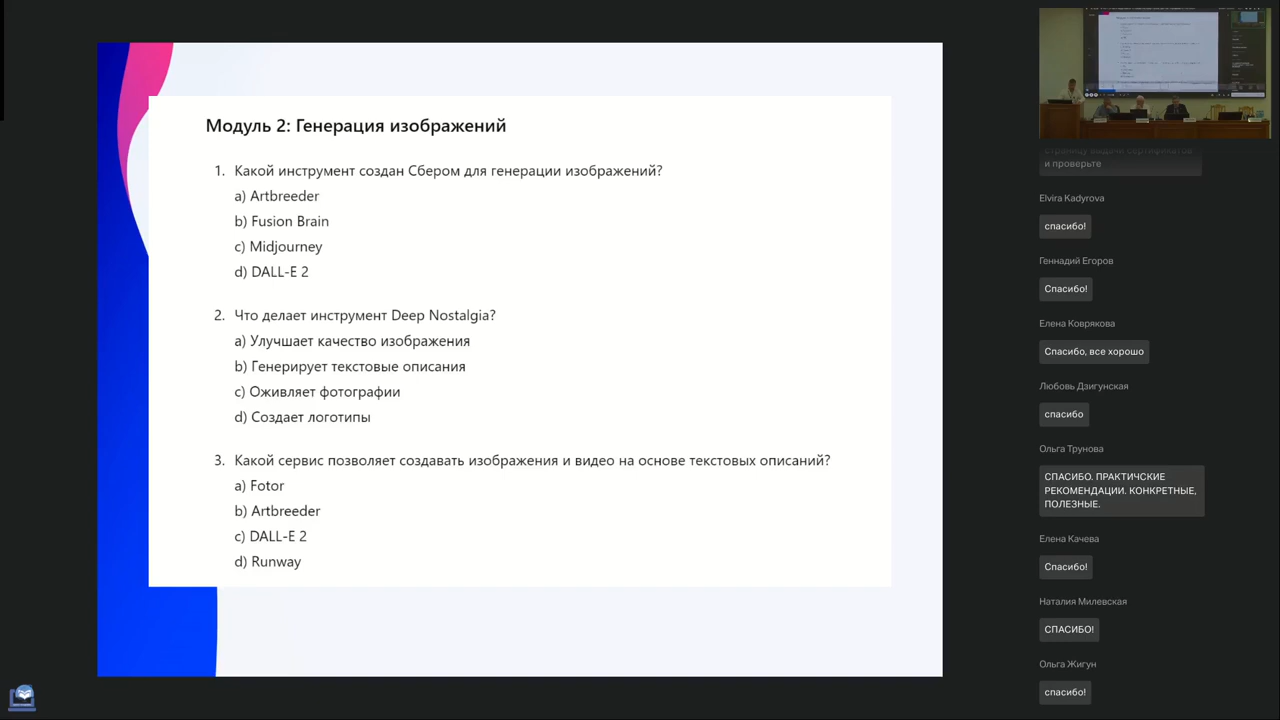 Модуль 2: Генерация изображений
1. Какой инструмент создан Сбером для генерации изображений?
a) Artbreeder
b) Fusion Brain
c) Midjourney
d) DALL-E 2
2. Что делает инструмент Deep Nostalgia?
a) Улучшает качество изображения
b) Генерирует текстовые описания
c) Оживляет фотографии
d) Создает логотипы
3. Какой сервис позволяет создавать изображения и видео на основе текстовых описаний?
a) Fotor
b) Artbreeder
c) DALL-E 2
d) Runway
страницу выдачи сертификатов
и проверьте
Elvira Kadyrova
спасибо!
Геннадий Егоров
Спасибо!
Елена Коврякова
Спасибо, все хорошо
Любовь Дзигунская
спасибо
Ольга Трунова
СПАСИБО. ПРАКТИЧСКИЕ
РЕКОМЕНДАЦИИ. КОНКРЕТНЫЕ,
ПОЛЕЗНЫЕ.
Елена Качева
Спасибо!
Наталия Милевская
СПАСИБО!
Ольга Жигун
спасибо!